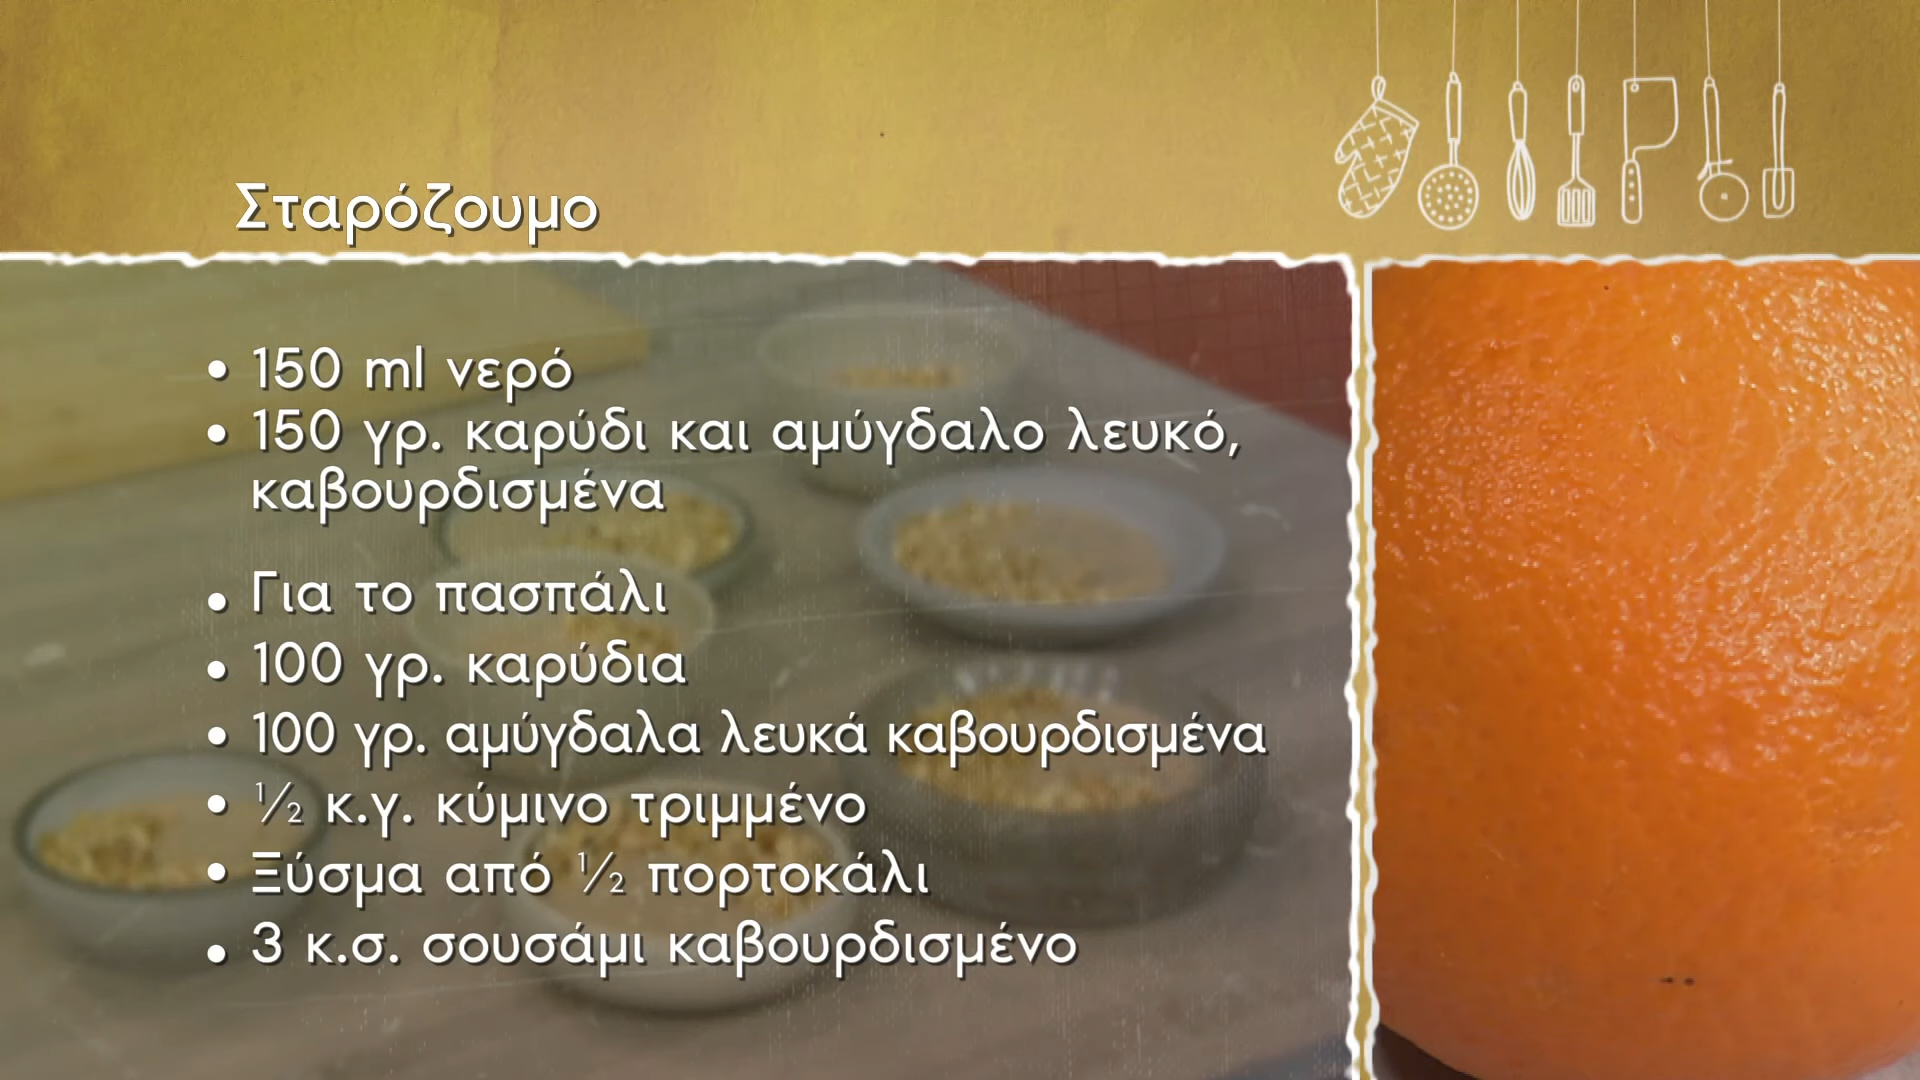 Σταρόζουμο
• 150 ml νερό
• 150 γρ. καρύδι και αμύγδαλο λευκό,
καβουρδισμένα
• Για το πασπάλι
• 100 γρ. καρύδια
• 100 γρ. αμύγδαλα λευκά καβουρδισμένα
• ½ κ.γ. κύμινο τριμμένο
• Ξύσμα από ½ πορτοκάλι
• 3 κ.σ. σουσάμι καβουρδισμένο